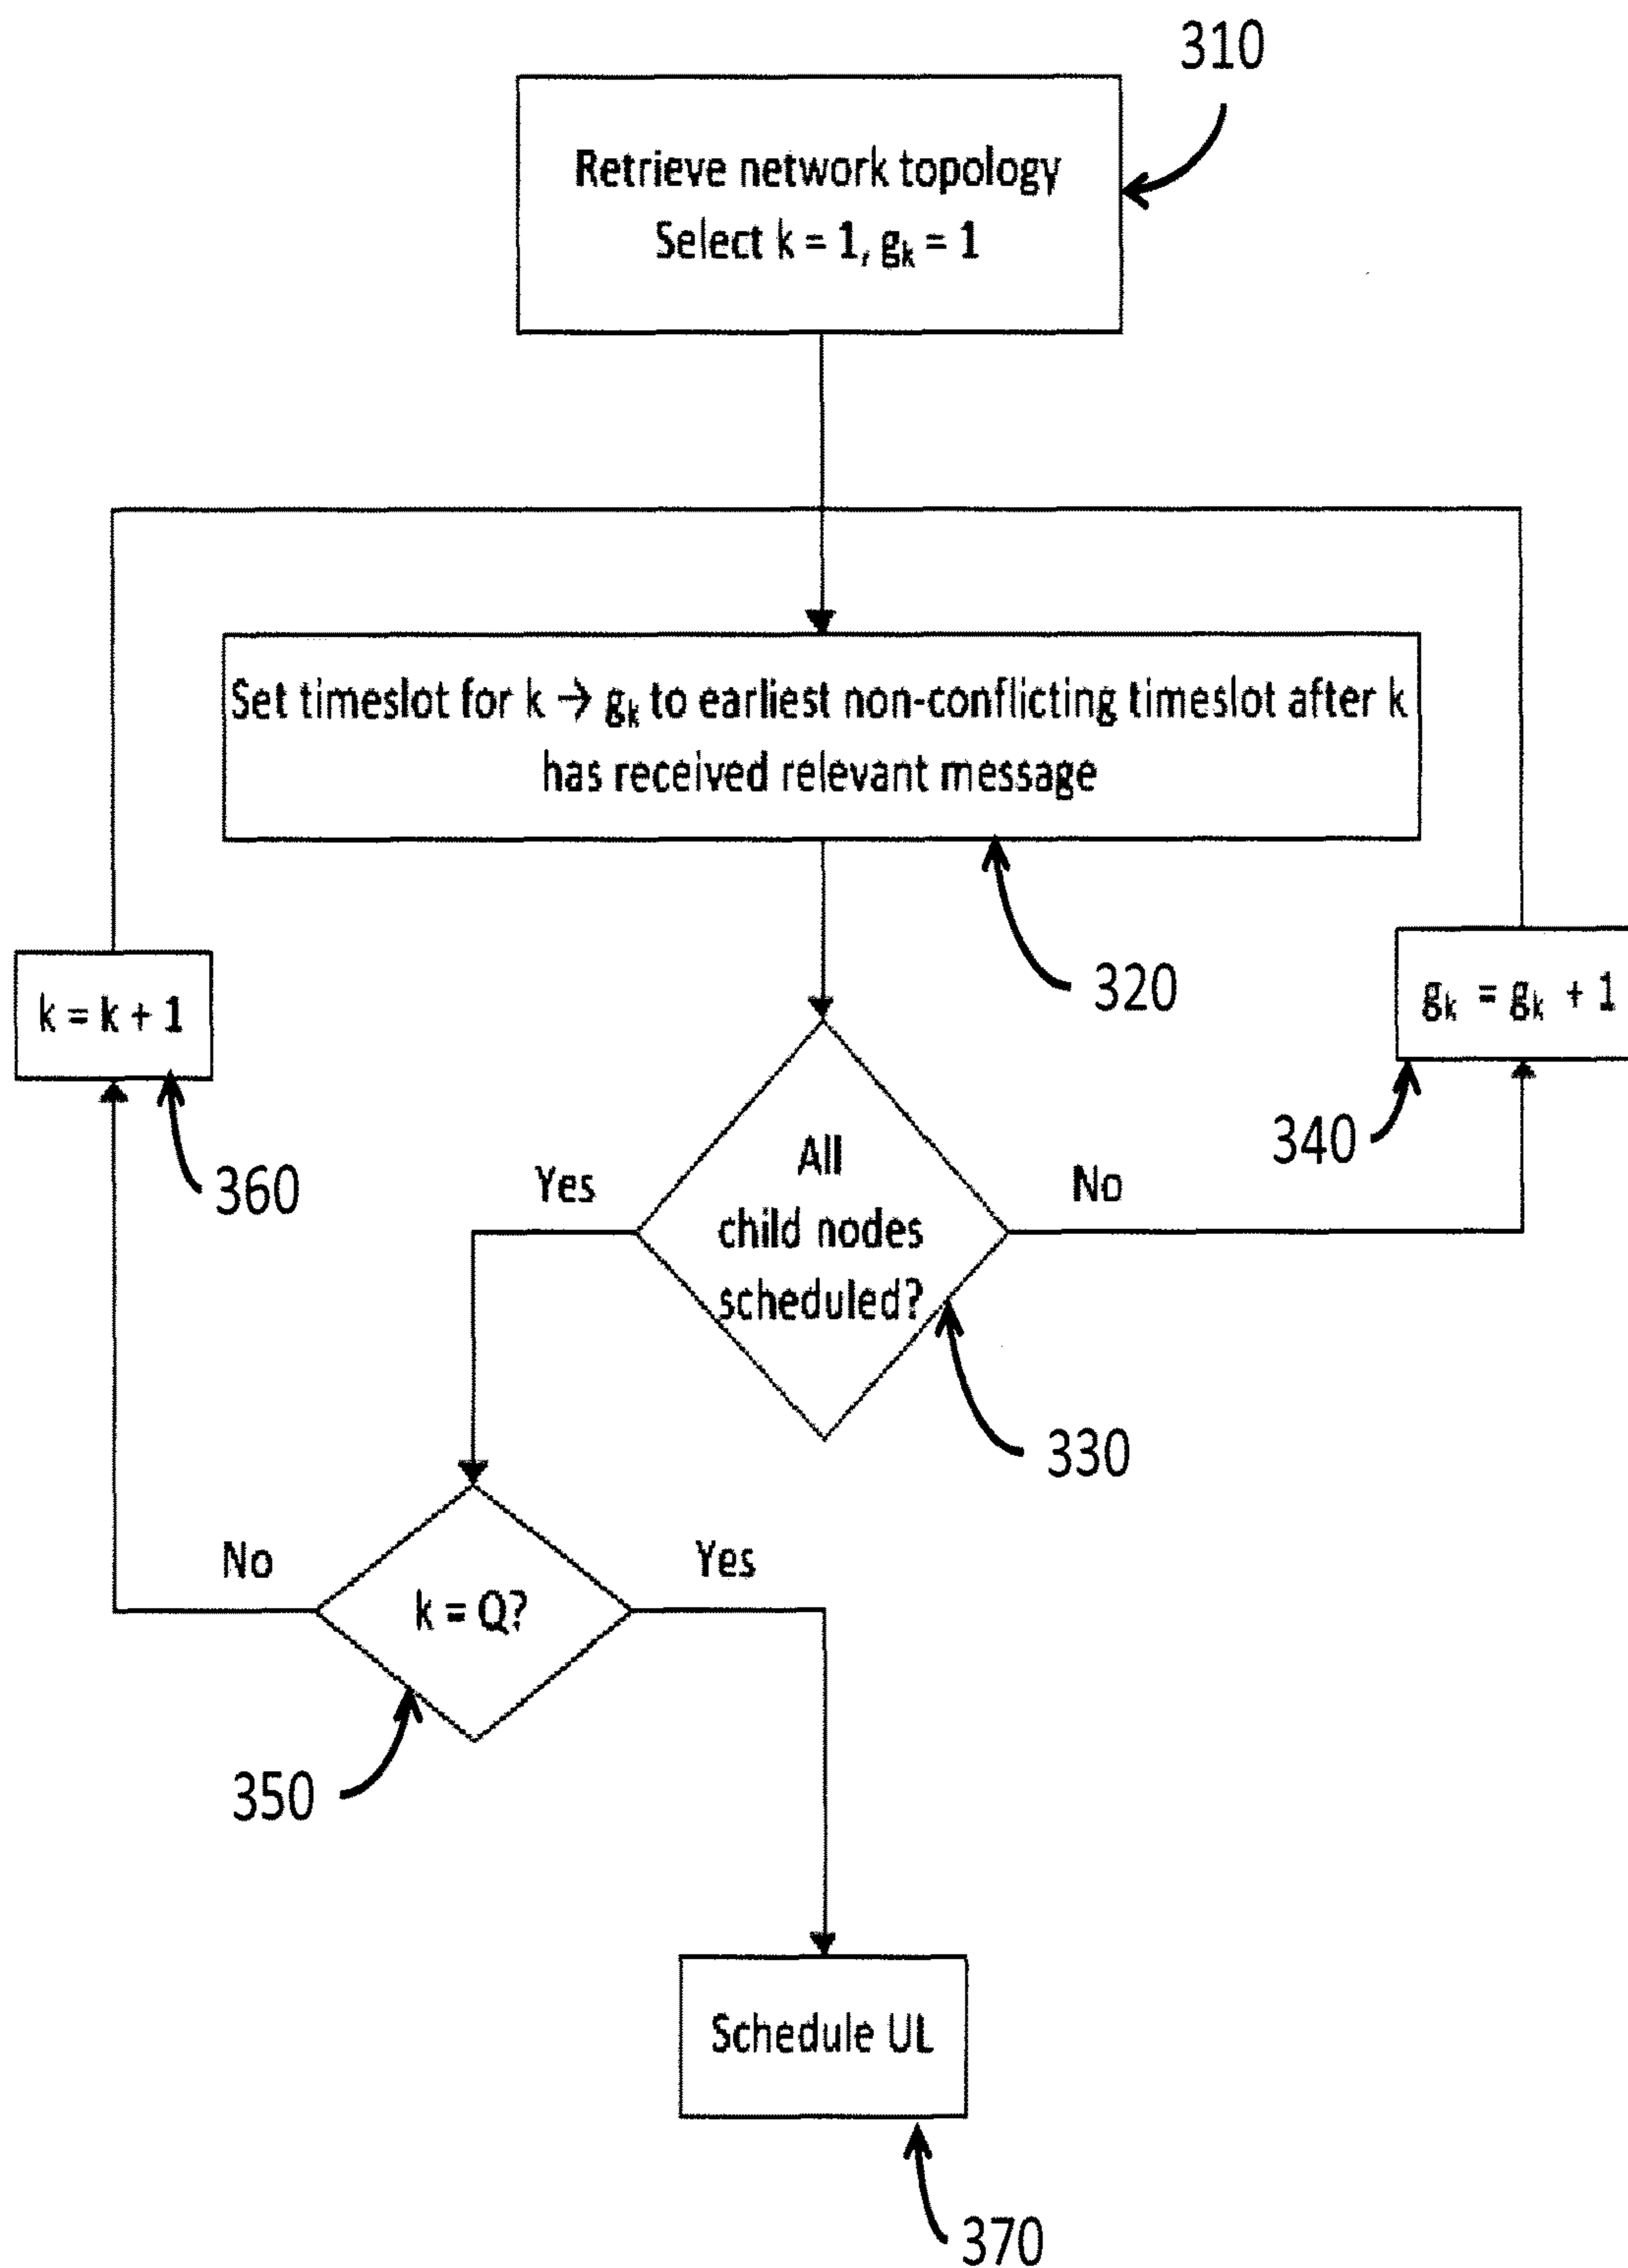 310
Retrieve network topology
Select k = 1, gₖ = 1
Set timeslot for k → gₖ to earliest non-conflicting timeslot after k
has received relevant message
320
k = k + 1
gₖ = gₖ + 1
360
340
Yes
All
child nodes
scheduled?
No
330
No
k = Q?
Yes
350
Schedule UL
370